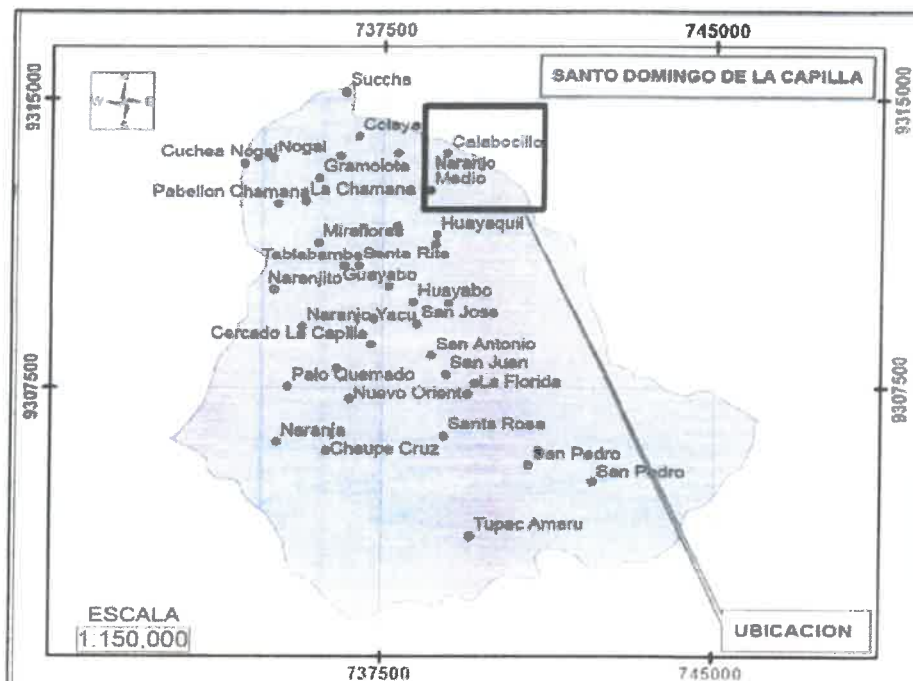 737500 745000
SANTO DOMINGO DE LA CAPILLA
9315000 9315000
N
W E
S
Succha
Colaya
Calabocillo
Cuchea Nogal Nogal
Naranjo
Gramolota
Medio
Pabellon Chamana La Chamana
Huayaquil
Miraflores
Tablabamba Santa Rita
Naranjito Guayabo
Huayabo
Naranjo Yacu San Jose
Cercado La Capilla
San Antonio
San Juan
Palo Quemado La Florida
9307500 9307500
Nuevo Oriente
Naranja Santa Rosa
Chaupe Cruz
San Pedro
San Pedro
Tupac Amaru
ESCALA
1:150,000
UBICACION
737500 745000